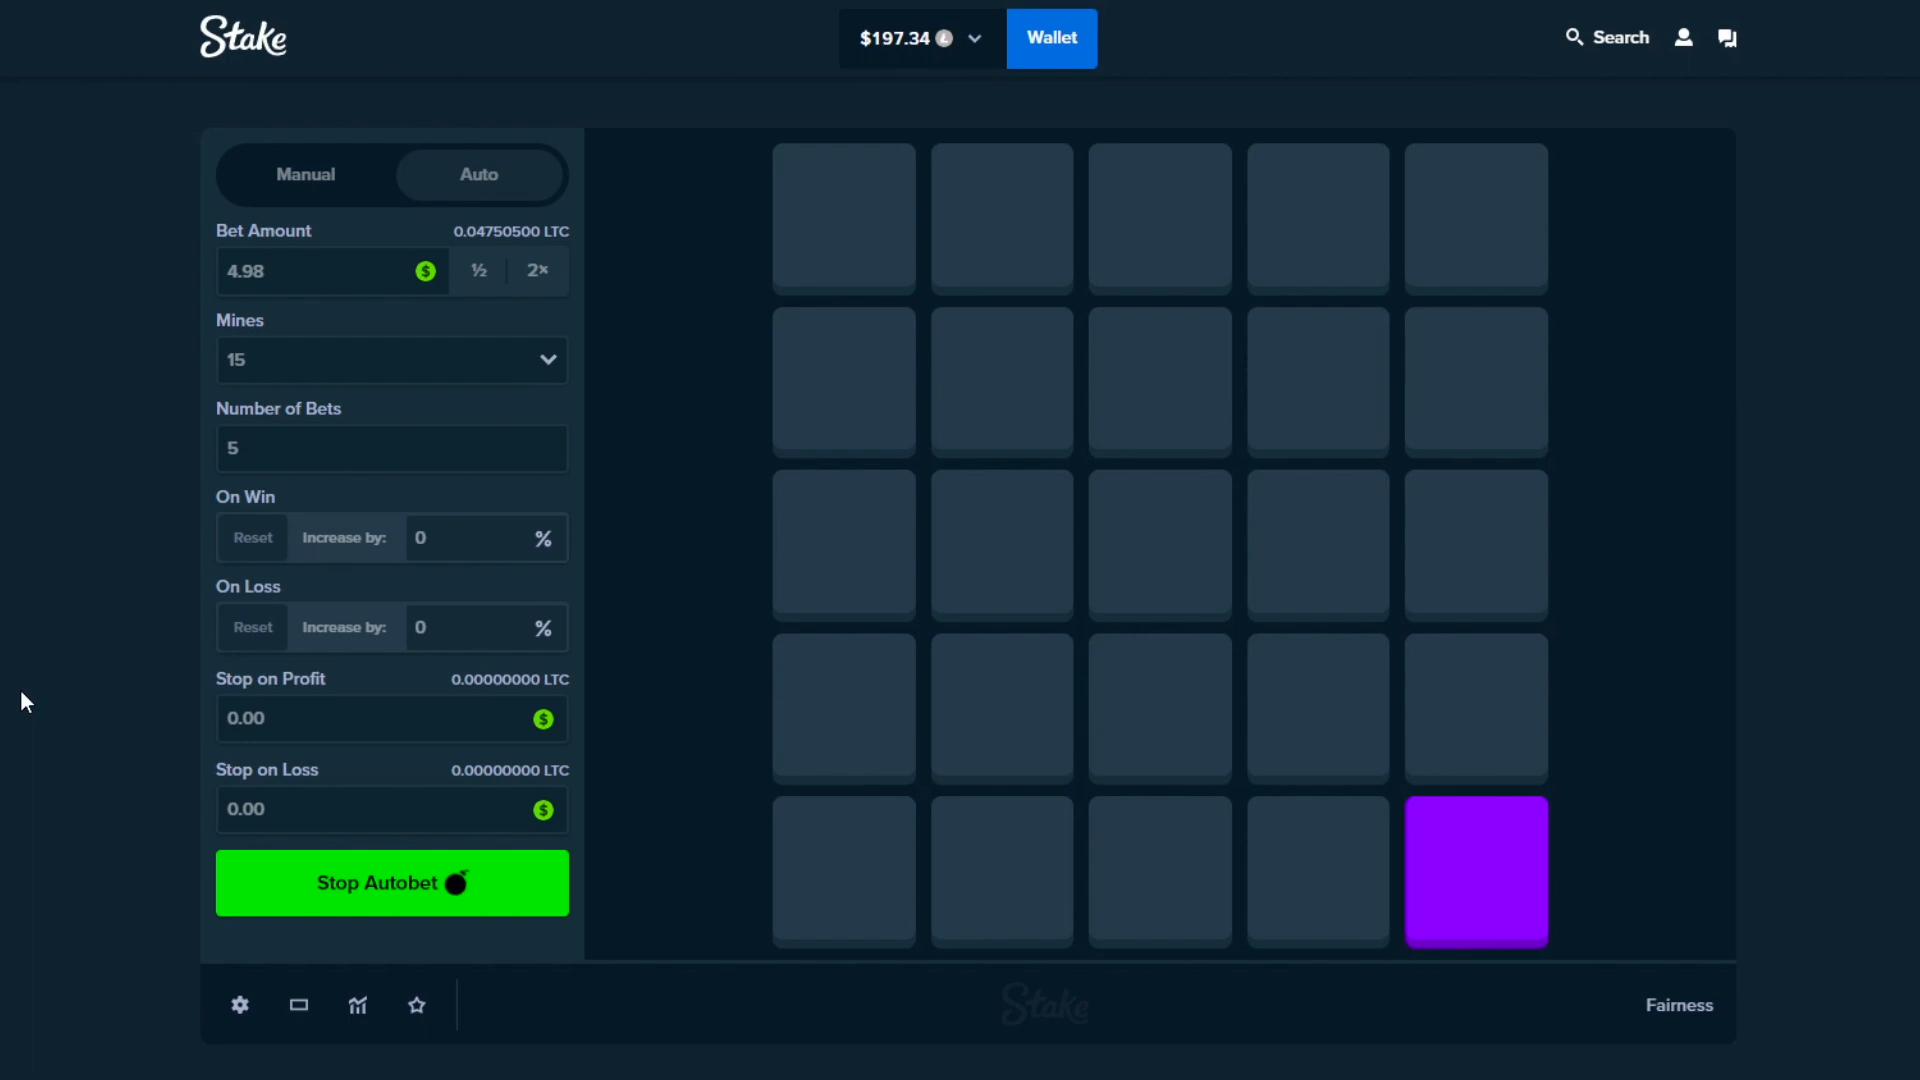 Stake
$197.34
Wallet
Search
Manual
Auto
Bet Amount
0.04750500 LTC
4.98
$
½
2×
Mines
15
Number of Bets
5
On Win
Reset
Increase by:
0
%
On Loss
Reset
Increase by:
0
%
Stop on Profit
0.00000000 LTC
0.00
$
Stop on Loss
0.00000000 LTC
0.00
$
Stop Autobet
Stake
Fairness